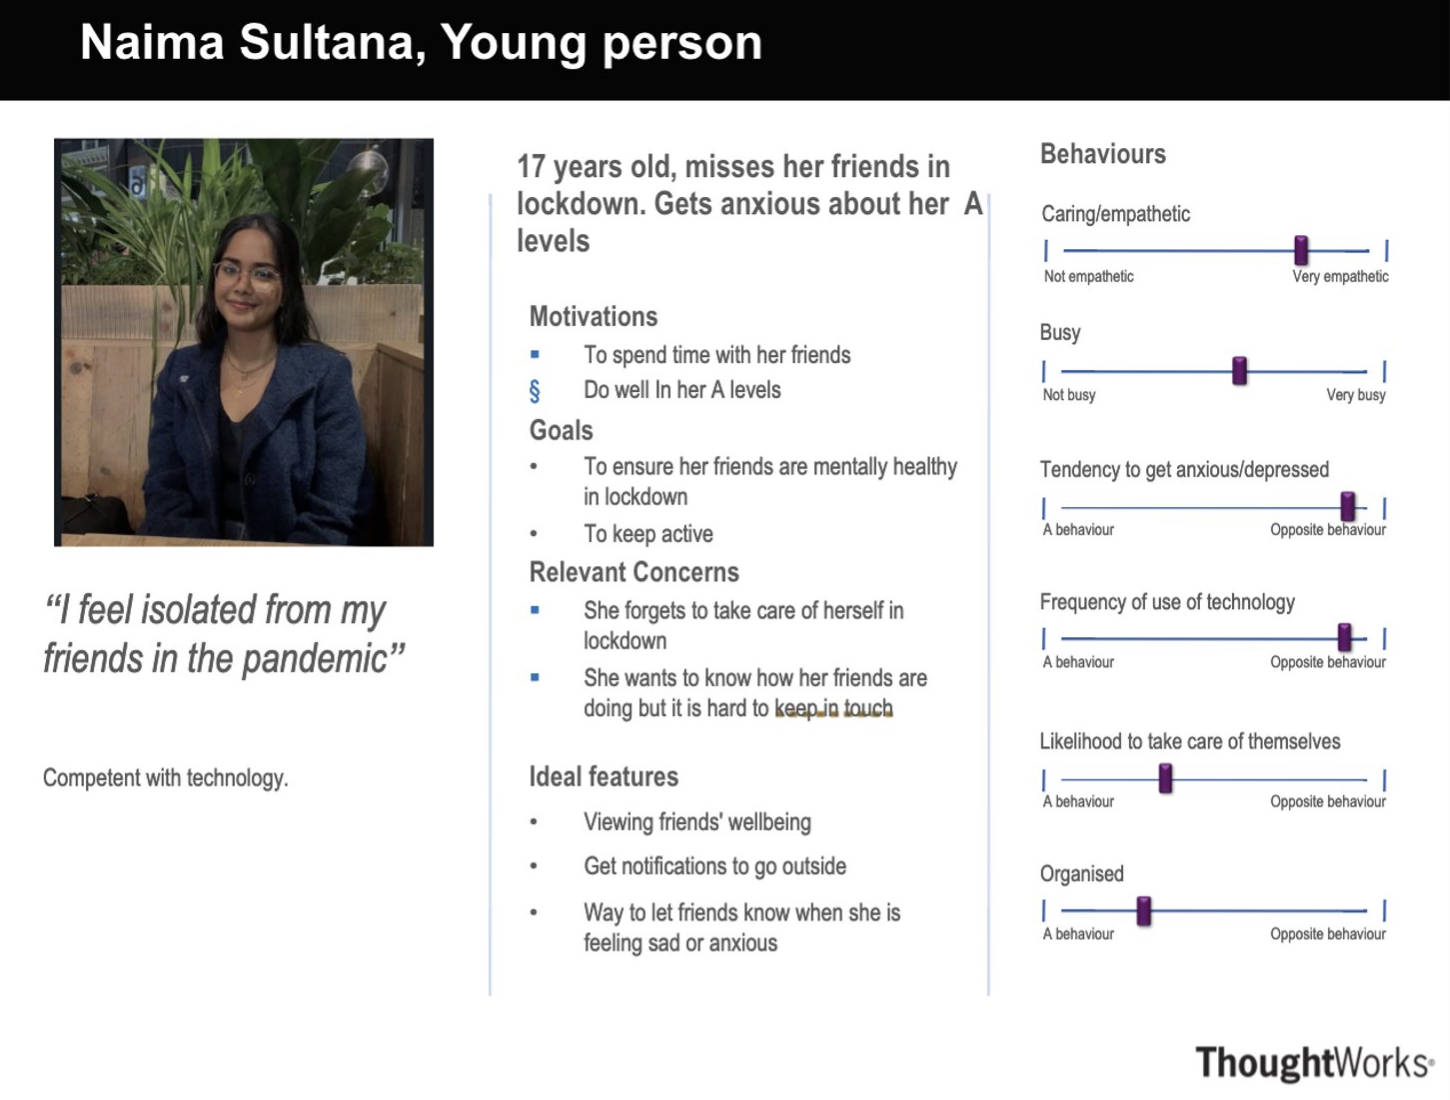 Naima Sultana, Young person
“I feel isolated from my
friends in the pandemic”
Competent with technology.
17 years old, misses her friends in
lockdown. Gets anxious about her A
levels
Motivations
▪ To spend time with her friends
§ Do well In her A levels
Goals
• To ensure her friends are mentally healthy
in lockdown
• To keep active
Relevant Concerns
▪ She forgets to take care of herself in
lockdown
▪ She wants to know how her friends are
doing but it is hard to keep in touch
Ideal features
• Viewing friends' wellbeing
• Get notifications to go outside
• Way to let friends know when she is
feeling sad or anxious
Behaviours
Caring/empathetic
Not empathetic Very empathetic
Busy
Not busy Very busy
Tendency to get anxious/depressed
A behaviour Opposite behaviour
Frequency of use of technology
A behaviour Opposite behaviour
Likelihood to take care of themselves
A behaviour Opposite behaviour
Organised
A behaviour Opposite behaviour
ThoughtWorks®